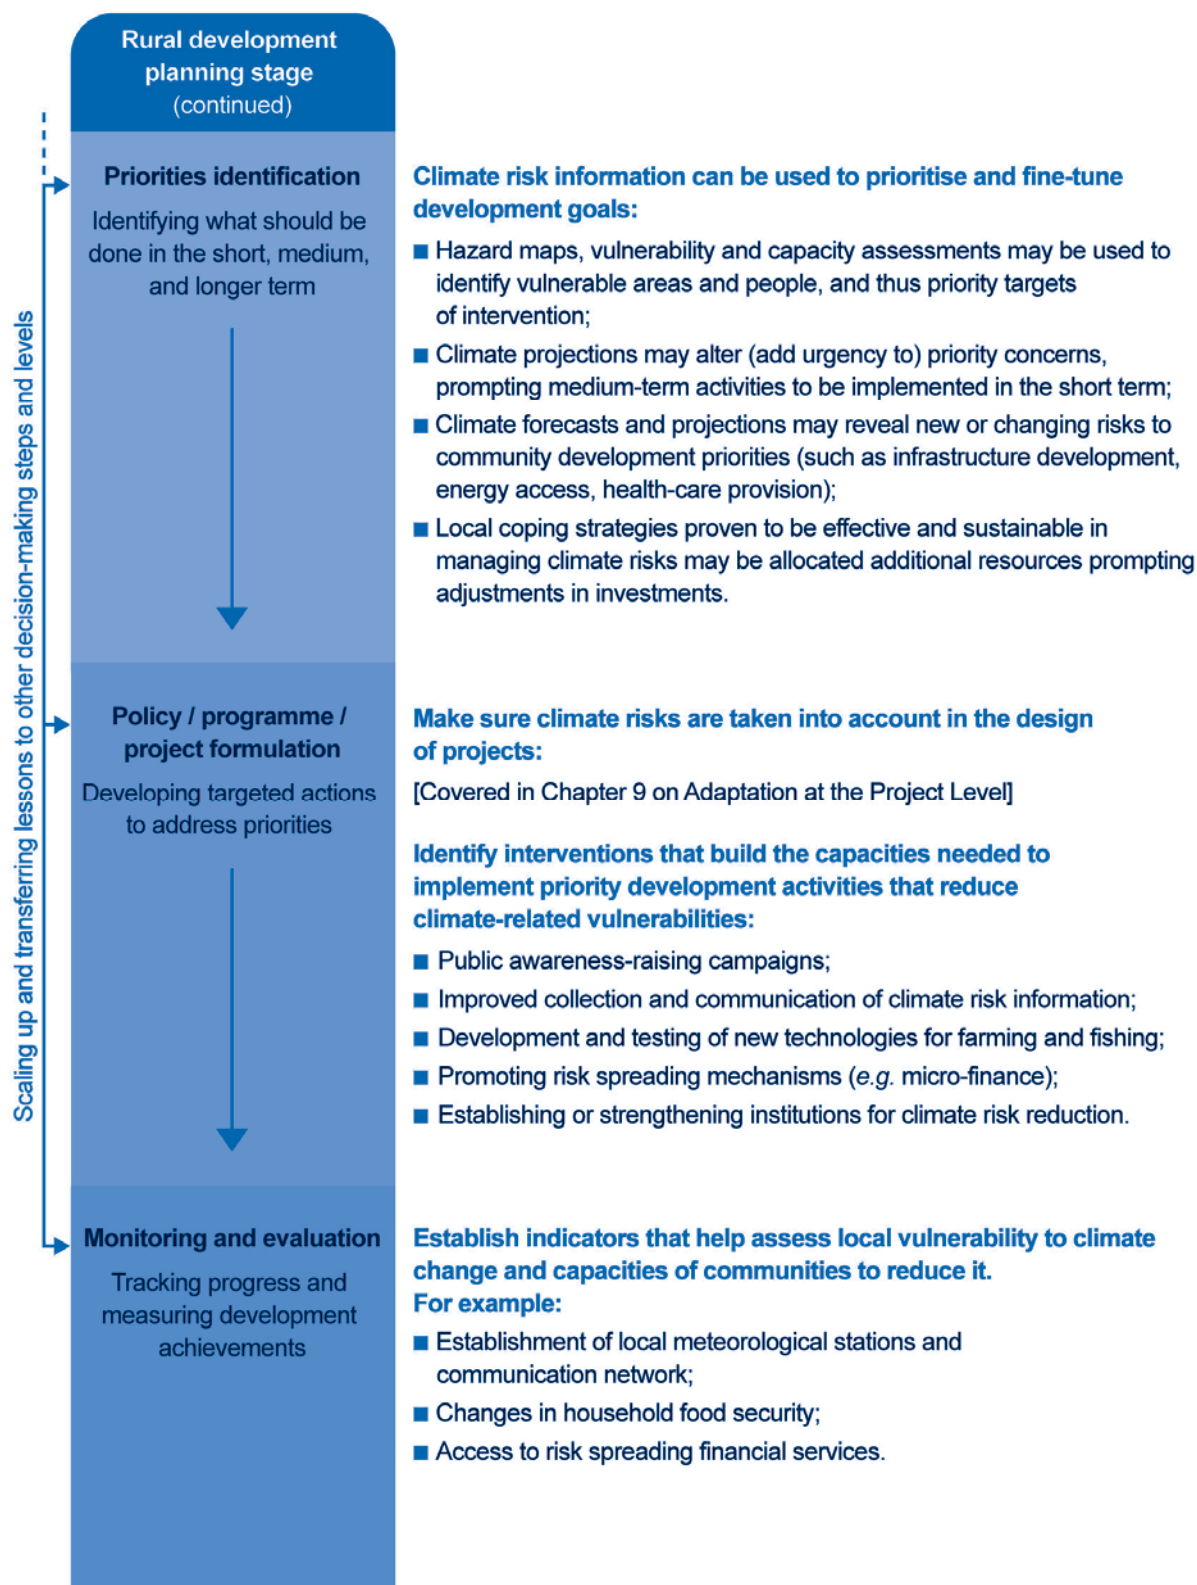 Rural development
planning stage
(continued)
Scaling up and transferring lessons to other decision-making steps and levels
Priorities identification
Identifying what should be
done in the short, medium,
and longer term
Climate risk information can be used to prioritise and fine-tune
development goals:
■ Hazard maps, vulnerability and capacity assessments may be used to
identify vulnerable areas and people, and thus priority targets
of intervention;
■ Climate projections may alter (add urgency to) priority concerns,
prompting medium-term activities to be implemented in the short term;
■ Climate forecasts and projections may reveal new or changing risks to
community development priorities (such as infrastructure development,
energy access, health-care provision);
■ Local coping strategies proven to be effective and sustainable in
managing climate risks may be allocated additional resources prompting
adjustments in investments.
Policy / programme /
project formulation
Developing targeted actions
to address priorities
Make sure climate risks are taken into account in the design
of projects:
[Covered in Chapter 9 on Adaptation at the Project Level]
Identify interventions that build the capacities needed to
implement priority development activities that reduce
climate-related vulnerabilities:
■ Public awareness-raising campaigns;
■ Improved collection and communication of climate risk information;
■ Development and testing of new technologies for farming and fishing;
■ Promoting risk spreading mechanisms (e.g. micro-finance);
■ Establishing or strengthening institutions for climate risk reduction.
Monitoring and evaluation
Tracking progress and
measuring development
achievements
Establish indicators that help assess local vulnerability to climate
change and capacities of communities to reduce it.
For example:
■ Establishment of local meteorological stations and
communication network;
■ Changes in household food security;
■ Access to risk spreading financial services.